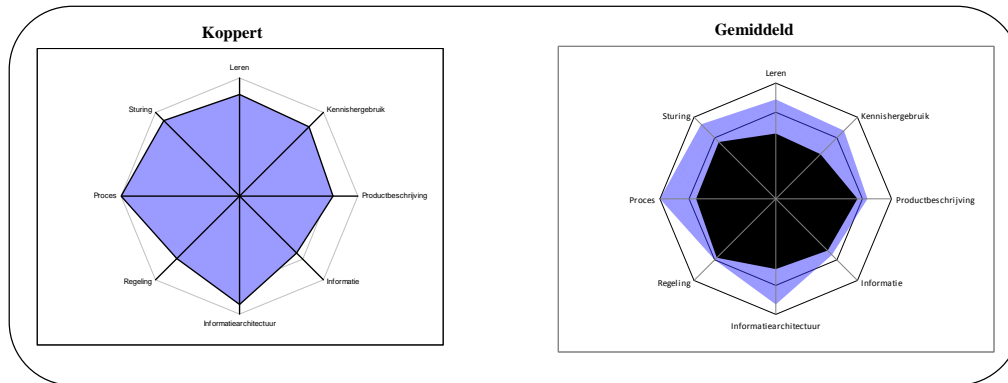 Koppert
Leren
Sturing
Kennishergebruik
Proces
Productbeschrijving
Regeling
Informatie
Informatiearchitectuur
Gemiddeld
Leren
Sturing
Kennishergebruik
Proces
Productbeschrijving
Regeling
Informatie
Informatiearchitectuur